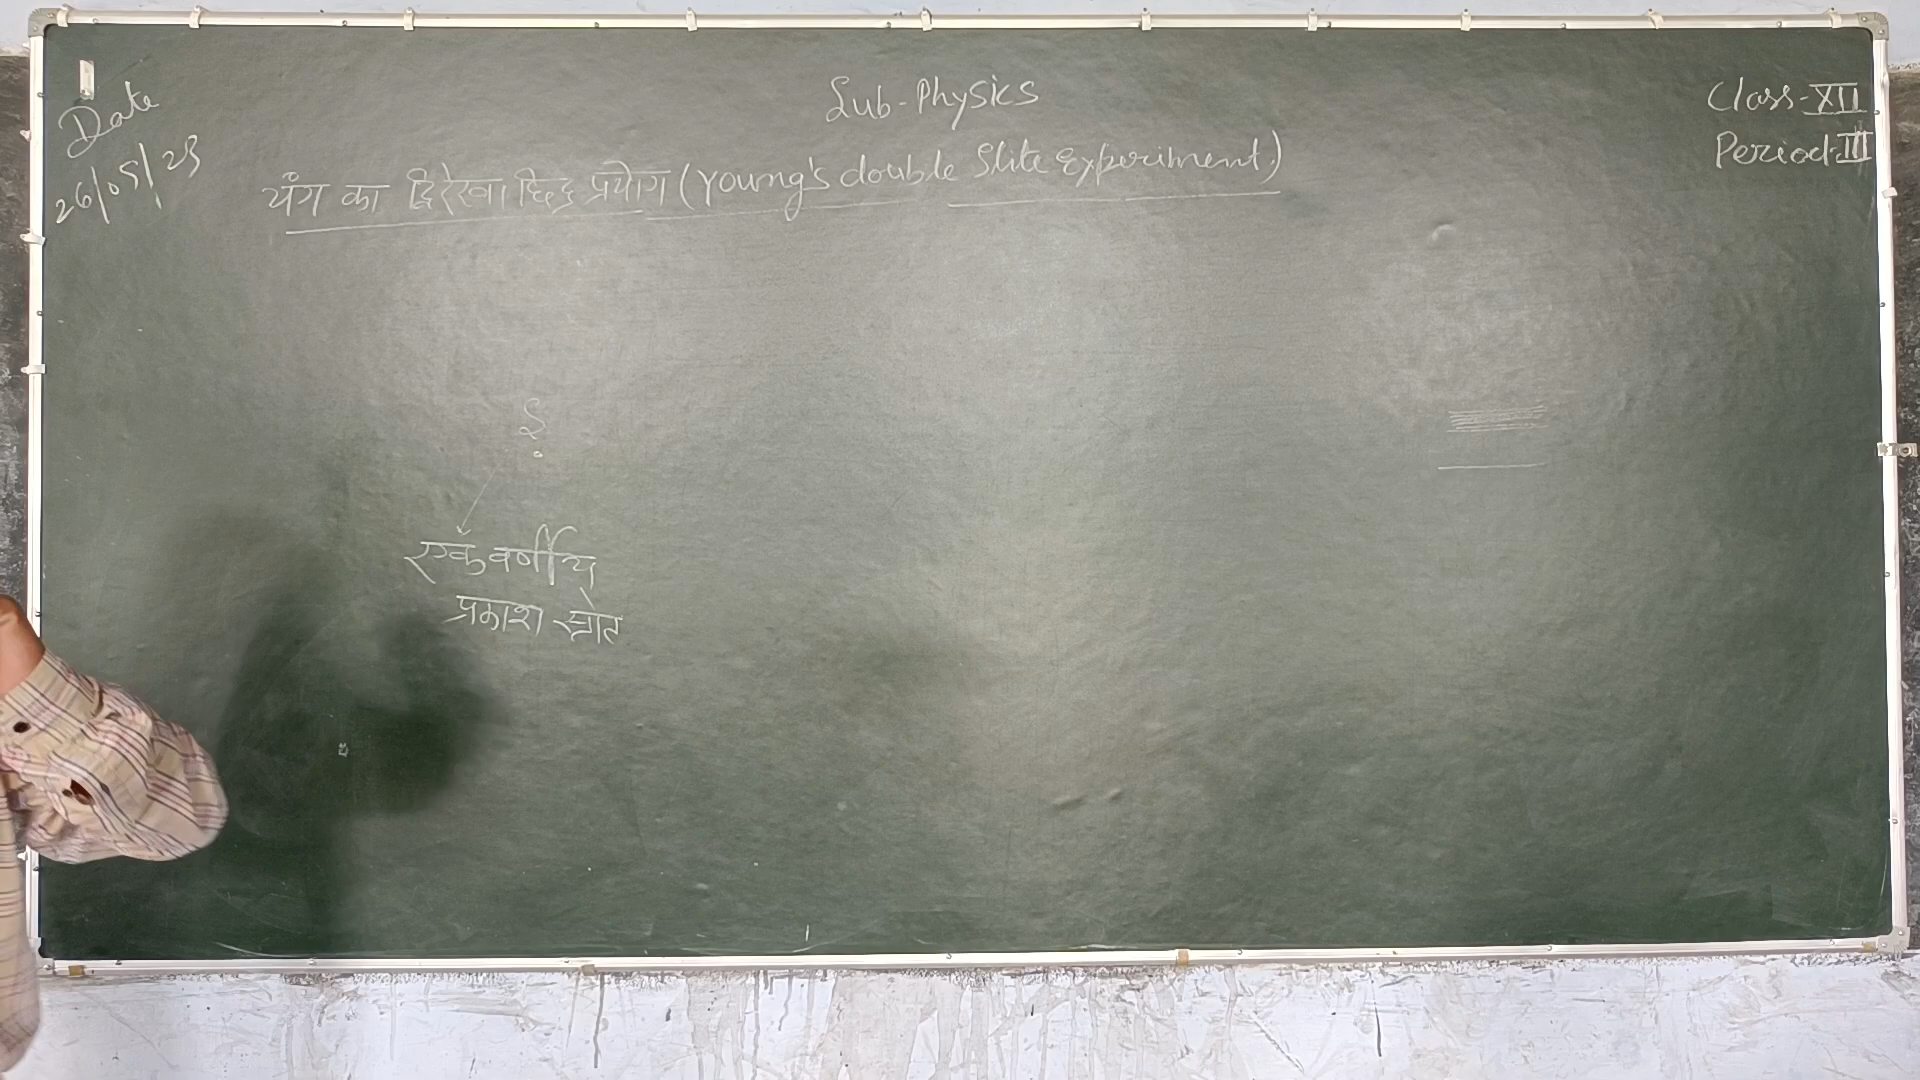 Date
26/05/23
Sub-Physics
Class-XII
Period-III
यंग का द्विरेखा छिद्र प्रयोग (Young's double Slite Experiment)
S
एकवर्णीय
प्रकाश स्रोत